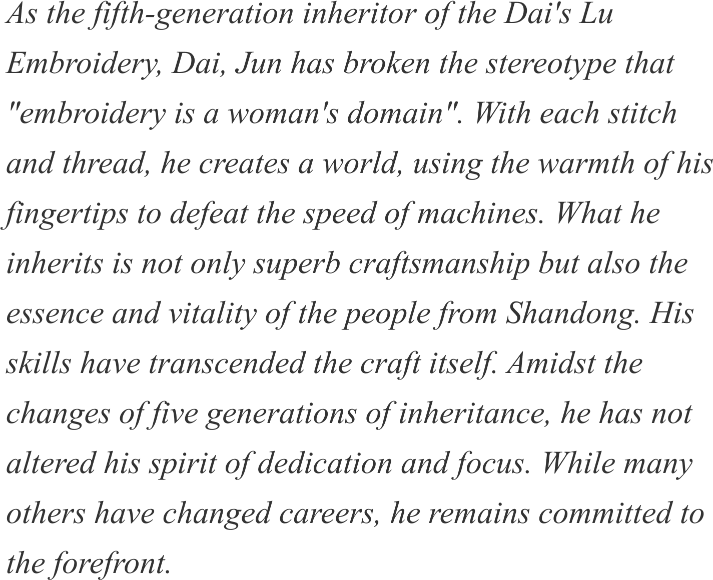 As the fifth-generation inheritor of the Dai's Lu
Embroidery, Dai, Jun has broken the stereotype that
"embroidery is a woman's domain". With each stitch
and thread, he creates a world, using the warmth of his
fingertips to defeat the speed of machines. What he
inherits is not only superb craftsmanship but also the
essence and vitality of the people from Shandong. His
skills have transcended the craft itself. Amidst the
changes of five generations of inheritance, he has not
altered his spirit of dedication and focus. While many
others have changed careers, he remains committed to
the forefront.